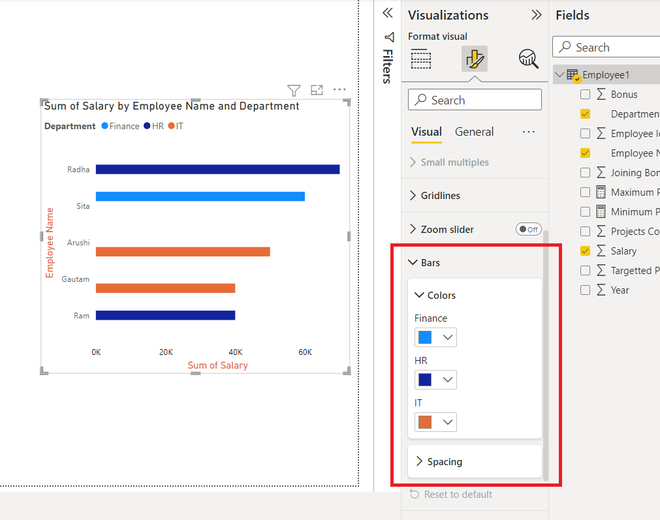 Sum of Salary by Employee Name and Department
Department Finance HR IT
Employee Name
Radha
Sita
Arushi
Gautam
Ram
0K 20K 40K 60K
Sum of Salary
Filters
Visualizations
Format visual
Search
Visual General
Small multiples
Gridlines
Zoom slider Off
Bars
Colors
Finance
HR
IT
Spacing
Reset to default
Fields
Search
Employee1
Bonus
Departmen
Employee Id
Employee N
Joining Bon
Maximum P
Minimum P
Projects Co
Salary
Targetted P
Year